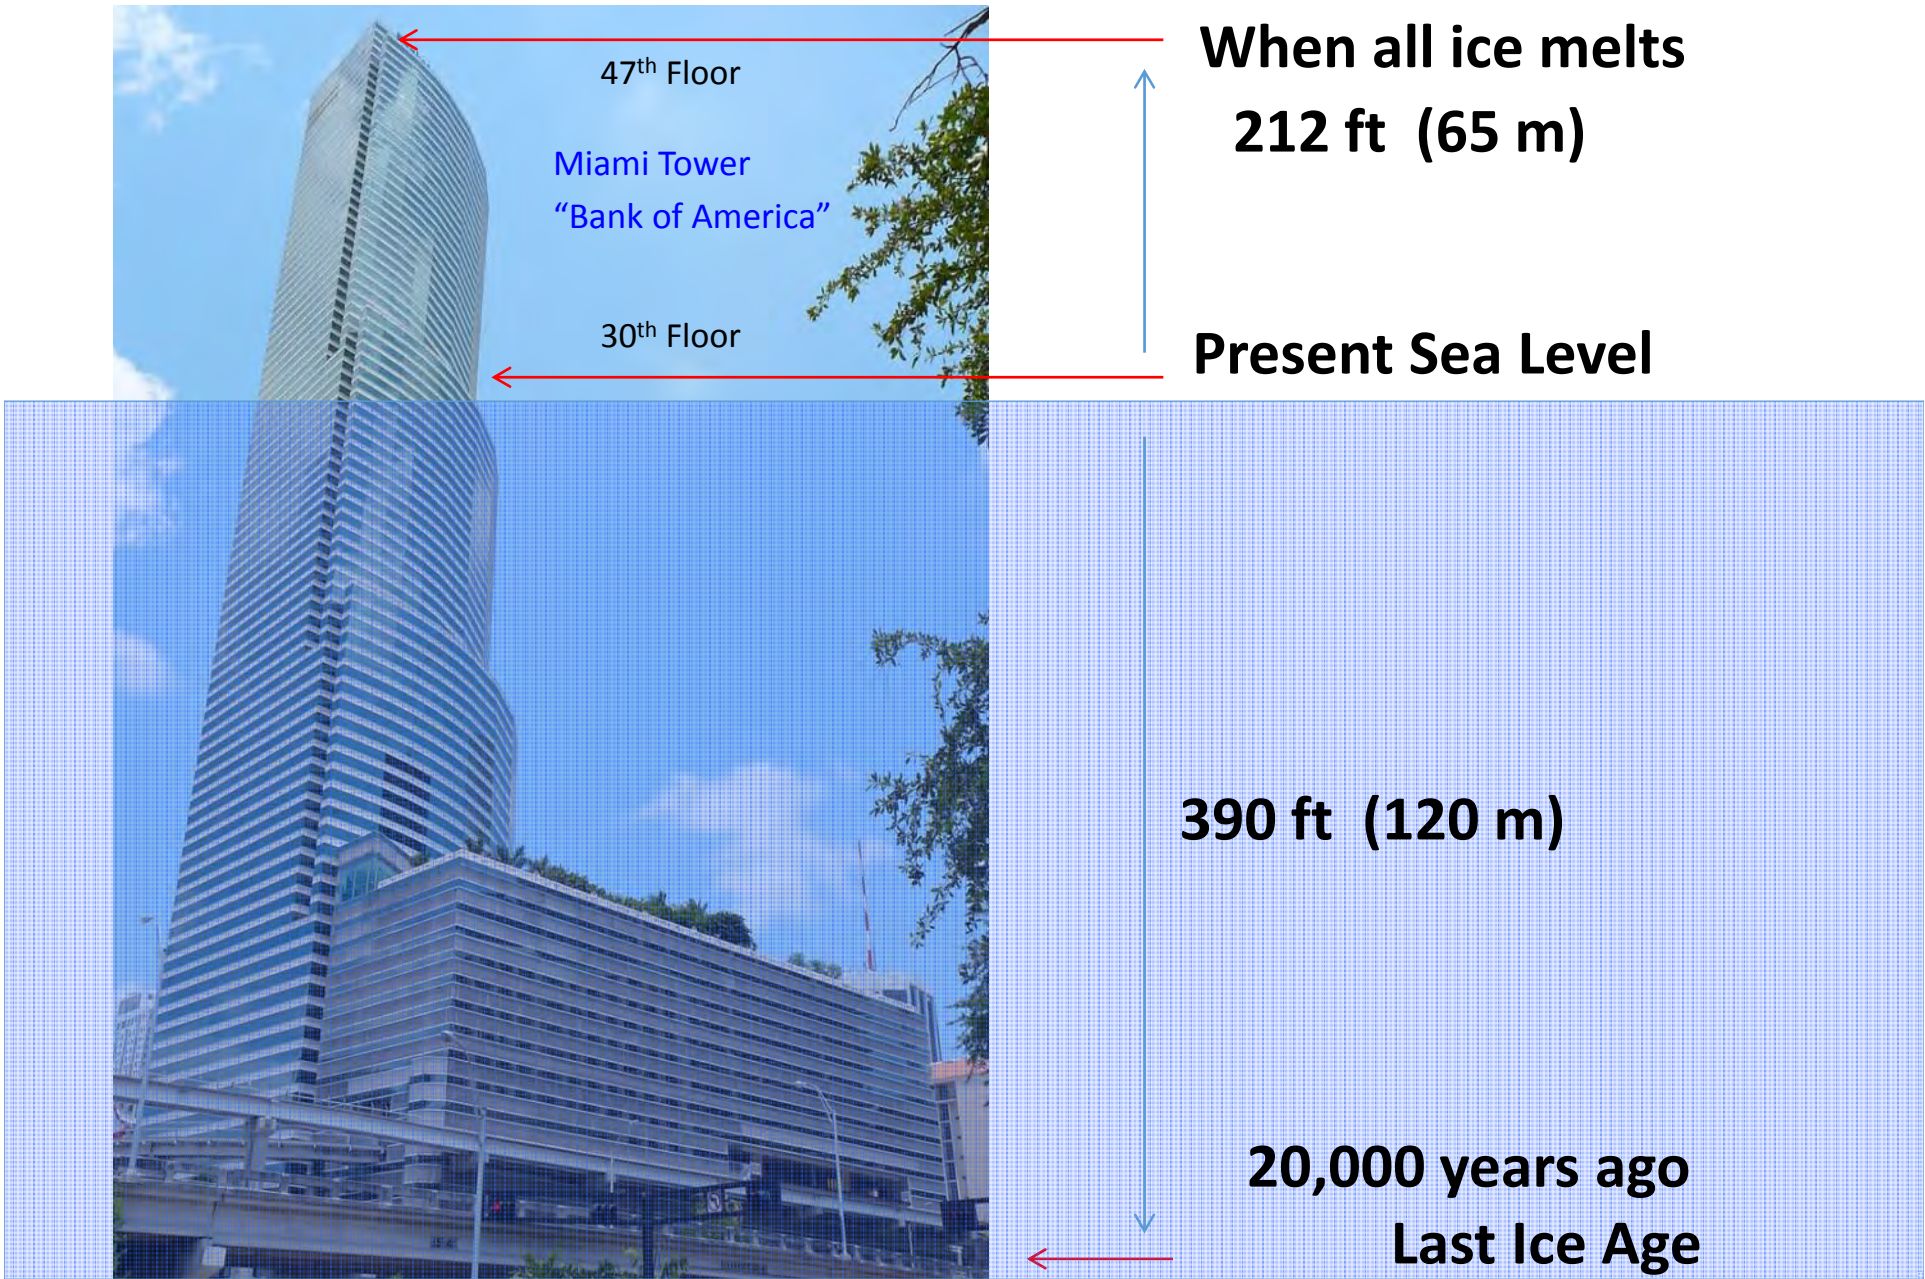 When all ice melts
47th Floor
212 ft (65 m)
Miami Tower
“Bank of America”
30th Floor
Present Sea Level
390 ft (120 m)
20,000 years ago
Last Ice Age